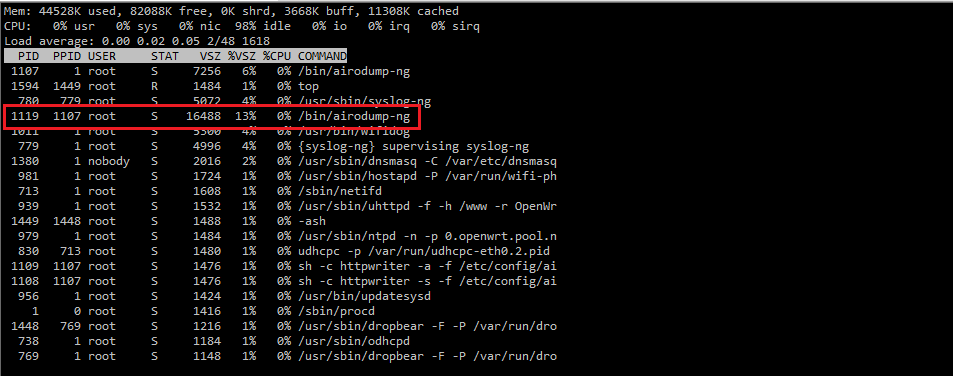 Mem: 44528K used, 82088K free, 0K shrd, 3668K buff, 11308K cached
CPU:   0% usr   0% sys   0% nic  98% idle   0% io   0% irq   0% sirq
Load average: 0.00 0.02 0.05 2/48 1618
  PID  PPID USER     STAT   VSZ %VSZ %CPU COMMAND
 1107     1 root     S     7256   6%   0% /bin/airodump-ng
 1594  1449 root     R     1484   1%   0% top
  780   779 root     S     5072   4%   0% /usr/sbin/syslog-ng
 1119  1107 root     S    16488  13%   0% /bin/airodump-ng
 1011     1 root     S     5300   4%   0% /usr/bin/wifidog
  779     1 root     S     4996   4%   0% {syslog-ng} supervising syslog-ng
 1380     1 nobody   S     2016   2%   0% /usr/sbin/dnsmasq -C /var/etc/dnsmasq
  981     1 root     S     1724   1%   0% /usr/sbin/hostapd -P /var/run/wifi-ph
  713     1 root     S     1608   1%   0% /sbin/netifd
  939     1 root     S     1532   1%   0% /usr/sbin/uhttpd -f -h /www -r OpenWr
 1449  1448 root     S     1488   1%   0% -ash
  979     1 root     S     1484   1%   0% /usr/sbin/ntpd -n -p 0.openwrt.pool.n
  830   713 root     S     1480   1%   0% udhcpc -p /var/run/udhcpc-eth0.2.pid
 1109  1107 root     S     1476   1%   0% sh -c httpwriter -a -f /etc/config/ai
 1108  1107 root     S     1476   1%   0% sh -c httpwriter -s -f /etc/config/ai
  956     1 root     S     1424   1%   0% /usr/bin/updatesysd
    1     0 root     S     1416   1%   0% /sbin/procd
 1448   769 root     S     1216   1%   0% /usr/sbin/dropbear -F -P /var/run/dro
  738     1 root     S     1184   1%   0% /usr/sbin/odhcpd
  769     1 root     S     1148   1%   0% /usr/sbin/dropbear -F -P /var/run/dro